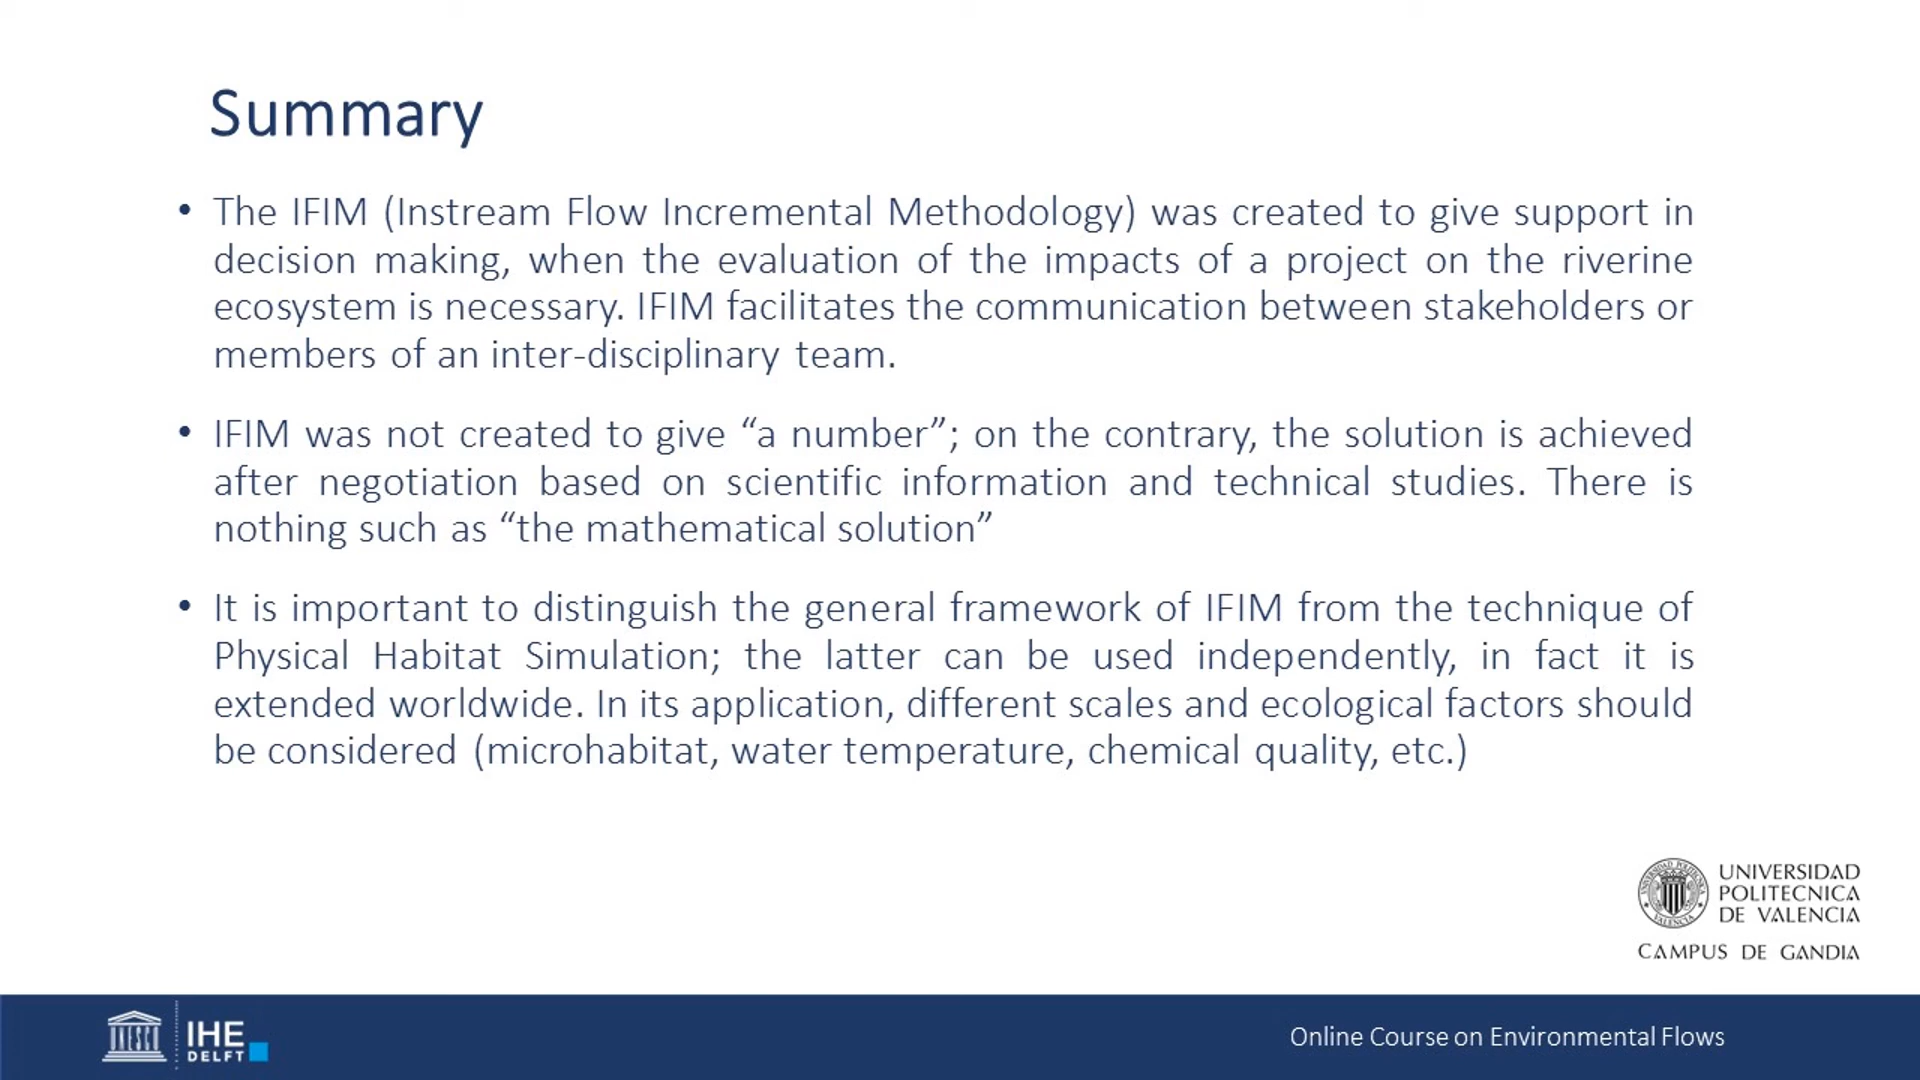 Summary
• The IFIM (Instream Flow Incremental Methodology) was created to give support in
decision making, when the evaluation of the impacts of a project on the riverine
ecosystem is necessary. IFIM facilitates the communication between stakeholders or
members of an inter-disciplinary team.
• IFIM was not created to give “a number”; on the contrary, the solution is achieved
after negotiation based on scientific information and technical studies. There is
nothing such as “the mathematical solution”
• It is important to distinguish the general framework of IFIM from the technique of
Physical Habitat Simulation; the latter can be used independently, in fact it is
extended worldwide. In its application, different scales and ecological factors should
be considered (microhabitat, water temperature, chemical quality, etc.)
UNIVERSIDAD
POLITECNICA
DE VALENCIA
CAMPUS DE GANDIA
UNESCO
IHE
DELFT
Online Course on Environmental Flows